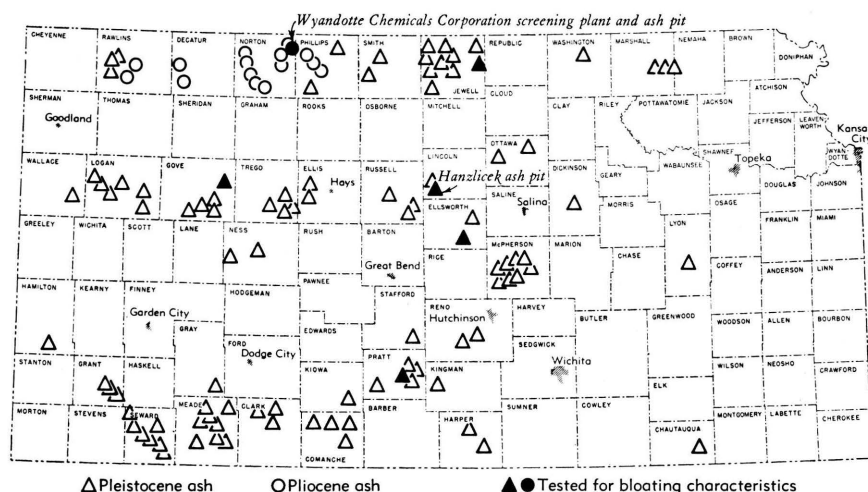 Wyandotte Chemicals Corporation screening plant and ash pit
CHEYENNE
RAWLINS
DECATUR
NORTON
PHILLIPS
SMITH
JEWELL
REPUBLIC
WASHINGTON
MARSHALL
NEMAHA
BROWN
DONIPHAN
SHERMAN
Goodland
THOMAS
SHERIDAN
GRAHAM
ROOKS
OSBORNE
MITCHELL
CLOUD
CLAY
RILEY
POTTAWATOMIE
JACKSON
ATCHISON
JEFFERSON
LEAVEN-
WORTH
WYAN-
DOTTE
Kansas
City
WALLACE
LOGAN
GOVE
TREGO
ELLIS
Hays
RUSSELL
LINCOLN
Hanzlicek ash pit
OTTAWA
SALINE
Salina
DICKINSON
GEARY
MORRIS
WABAUNSEE
SHAWNEE
Topeka
OSAGE
DOUGLAS
JOHNSON
GREELEY
WICHITA
SCOTT
LANE
NESS
RUSH
BARTON
Great Bend
ELLSWORTH
RICE
McPHERSON
MARION
CHASE
LYON
COFFEY
FRANKLIN
MIAMI
ANDERSON
LINN
HAMILTON
KEARNY
FINNEY
Garden City
HODGEMAN
PAWNEE
STAFFORD
RENO
Hutchinson
HARVEY
BUTLER
GREENWOOD
WOODSON
ALLEN
BOURBON
GRAY
FORD
Dodge City
EDWARDS
KIOWA
PRATT
KINGMAN
SEDGWICK
Wichita
ELK
WILSON
NEOSHO
CRAWFORD
STANTON
GRANT
HASKELL
MORTON
STEVENS
SEWARD
MEADE
CLARK
COMANCHE
BARBER
HARPER
SUMNER
COWLEY
CHAUTAUQUA
MONTGOMERY
LABETTE
CHEROKEE
Pleistocene ash
Pliocene ash
Tested for bloating characteristics